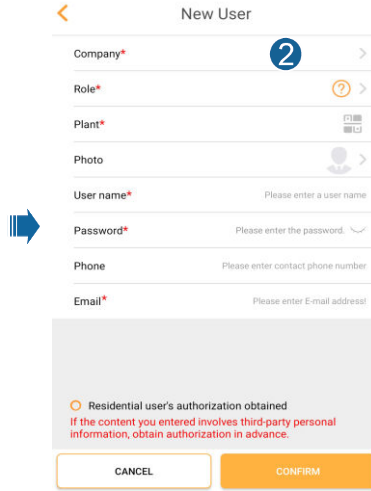 New User
Company*
2
Role*
?
Plant*
Photo
User name* Please enter a user name
Password* Please enter the password.
Phone Please enter contact phone number
Email* Please enter E-mail address!
Residential user's authorization obtained
If the content you entered involves third-party personal
information, obtain authorization in advance.
CANCEL CONFIRM